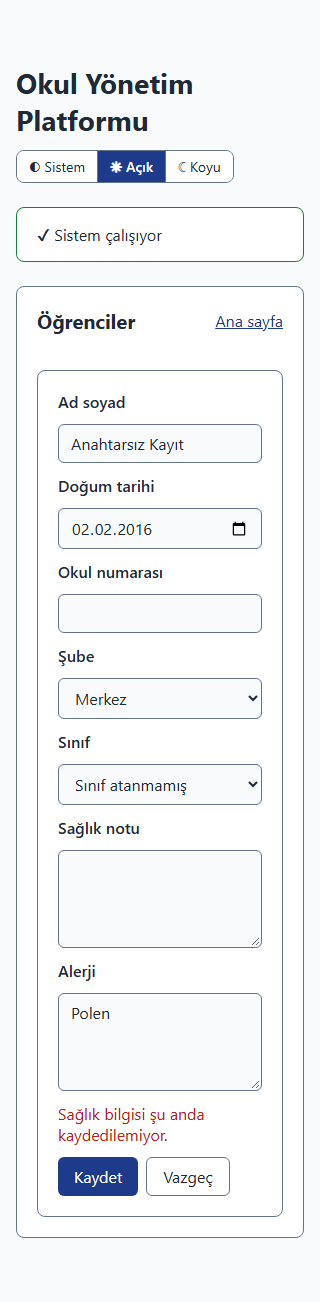 Okul Yönetim
Platformu
◐ Sistem
☀ Açık
☾ Koyu
✓ Sistem çalışıyor
Öğrenciler
Ana sayfa
Ad soyad
Anahtarsız Kayıt
Doğum tarihi
02.02.2016
Okul numarası
Şube
Merkez
Sınıf
Sınıf atanmamış
Sağlık notu
Alerji
Polen
Sağlık bilgisi şu anda
kaydedilemiyor.
Kaydet
Vazgeç